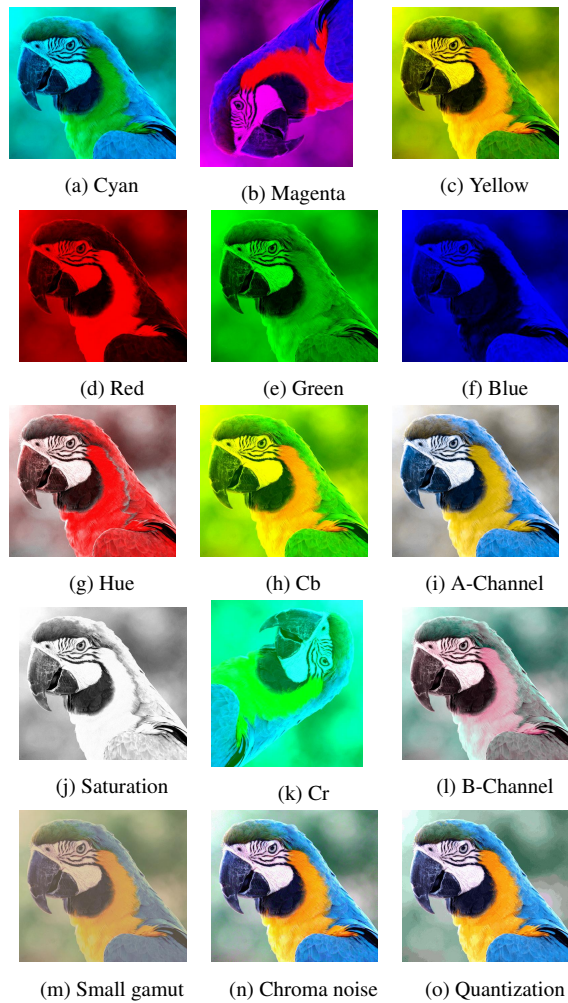 (a) Cyan
(b) Magenta
(c) Yellow
(d) Red
(e) Green
(f) Blue
(g) Hue
(h) Cb
(i) A-Channel
(j) Saturation
(k) Cr
(l) B-Channel
(m) Small gamut
(n) Chroma noise
(o) Quantization